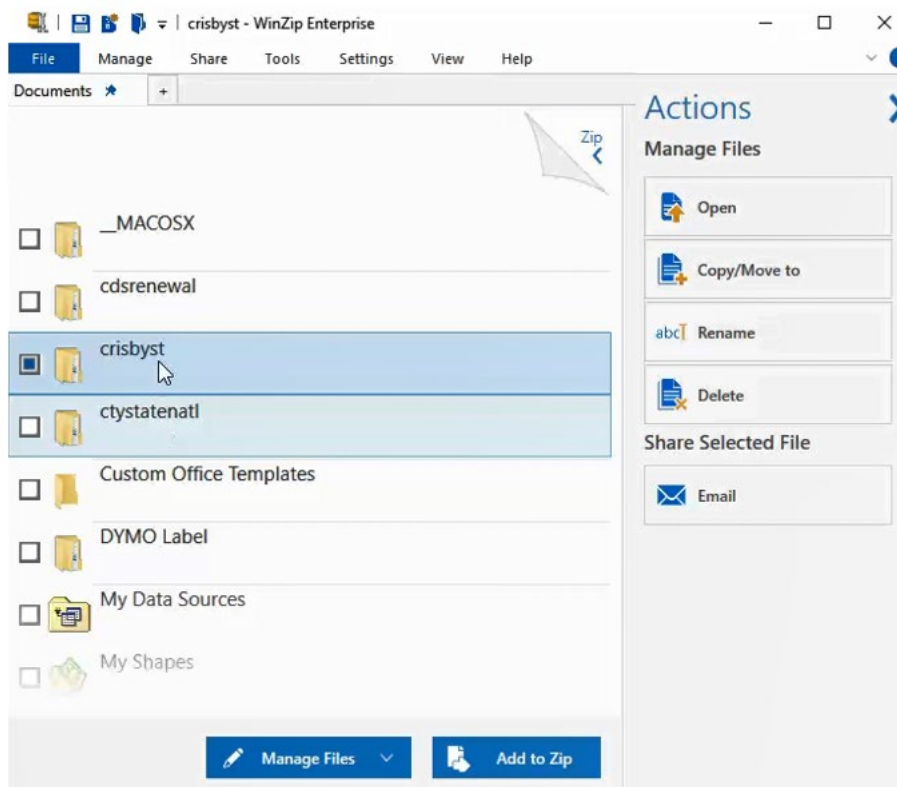 crisbyst - WinZip Enterprise
File Manage Share Tools Settings View Help
Documents +
Zip
__MACOSX
cdsrenewal
crisbyst
ctystatenatl
Custom Office Templates
DYMO Label
My Data Sources
My Shapes
Manage Files
Add to Zip
Actions
Manage Files
Open
Copy/Move to
abc Rename
Delete
Share Selected File
Email